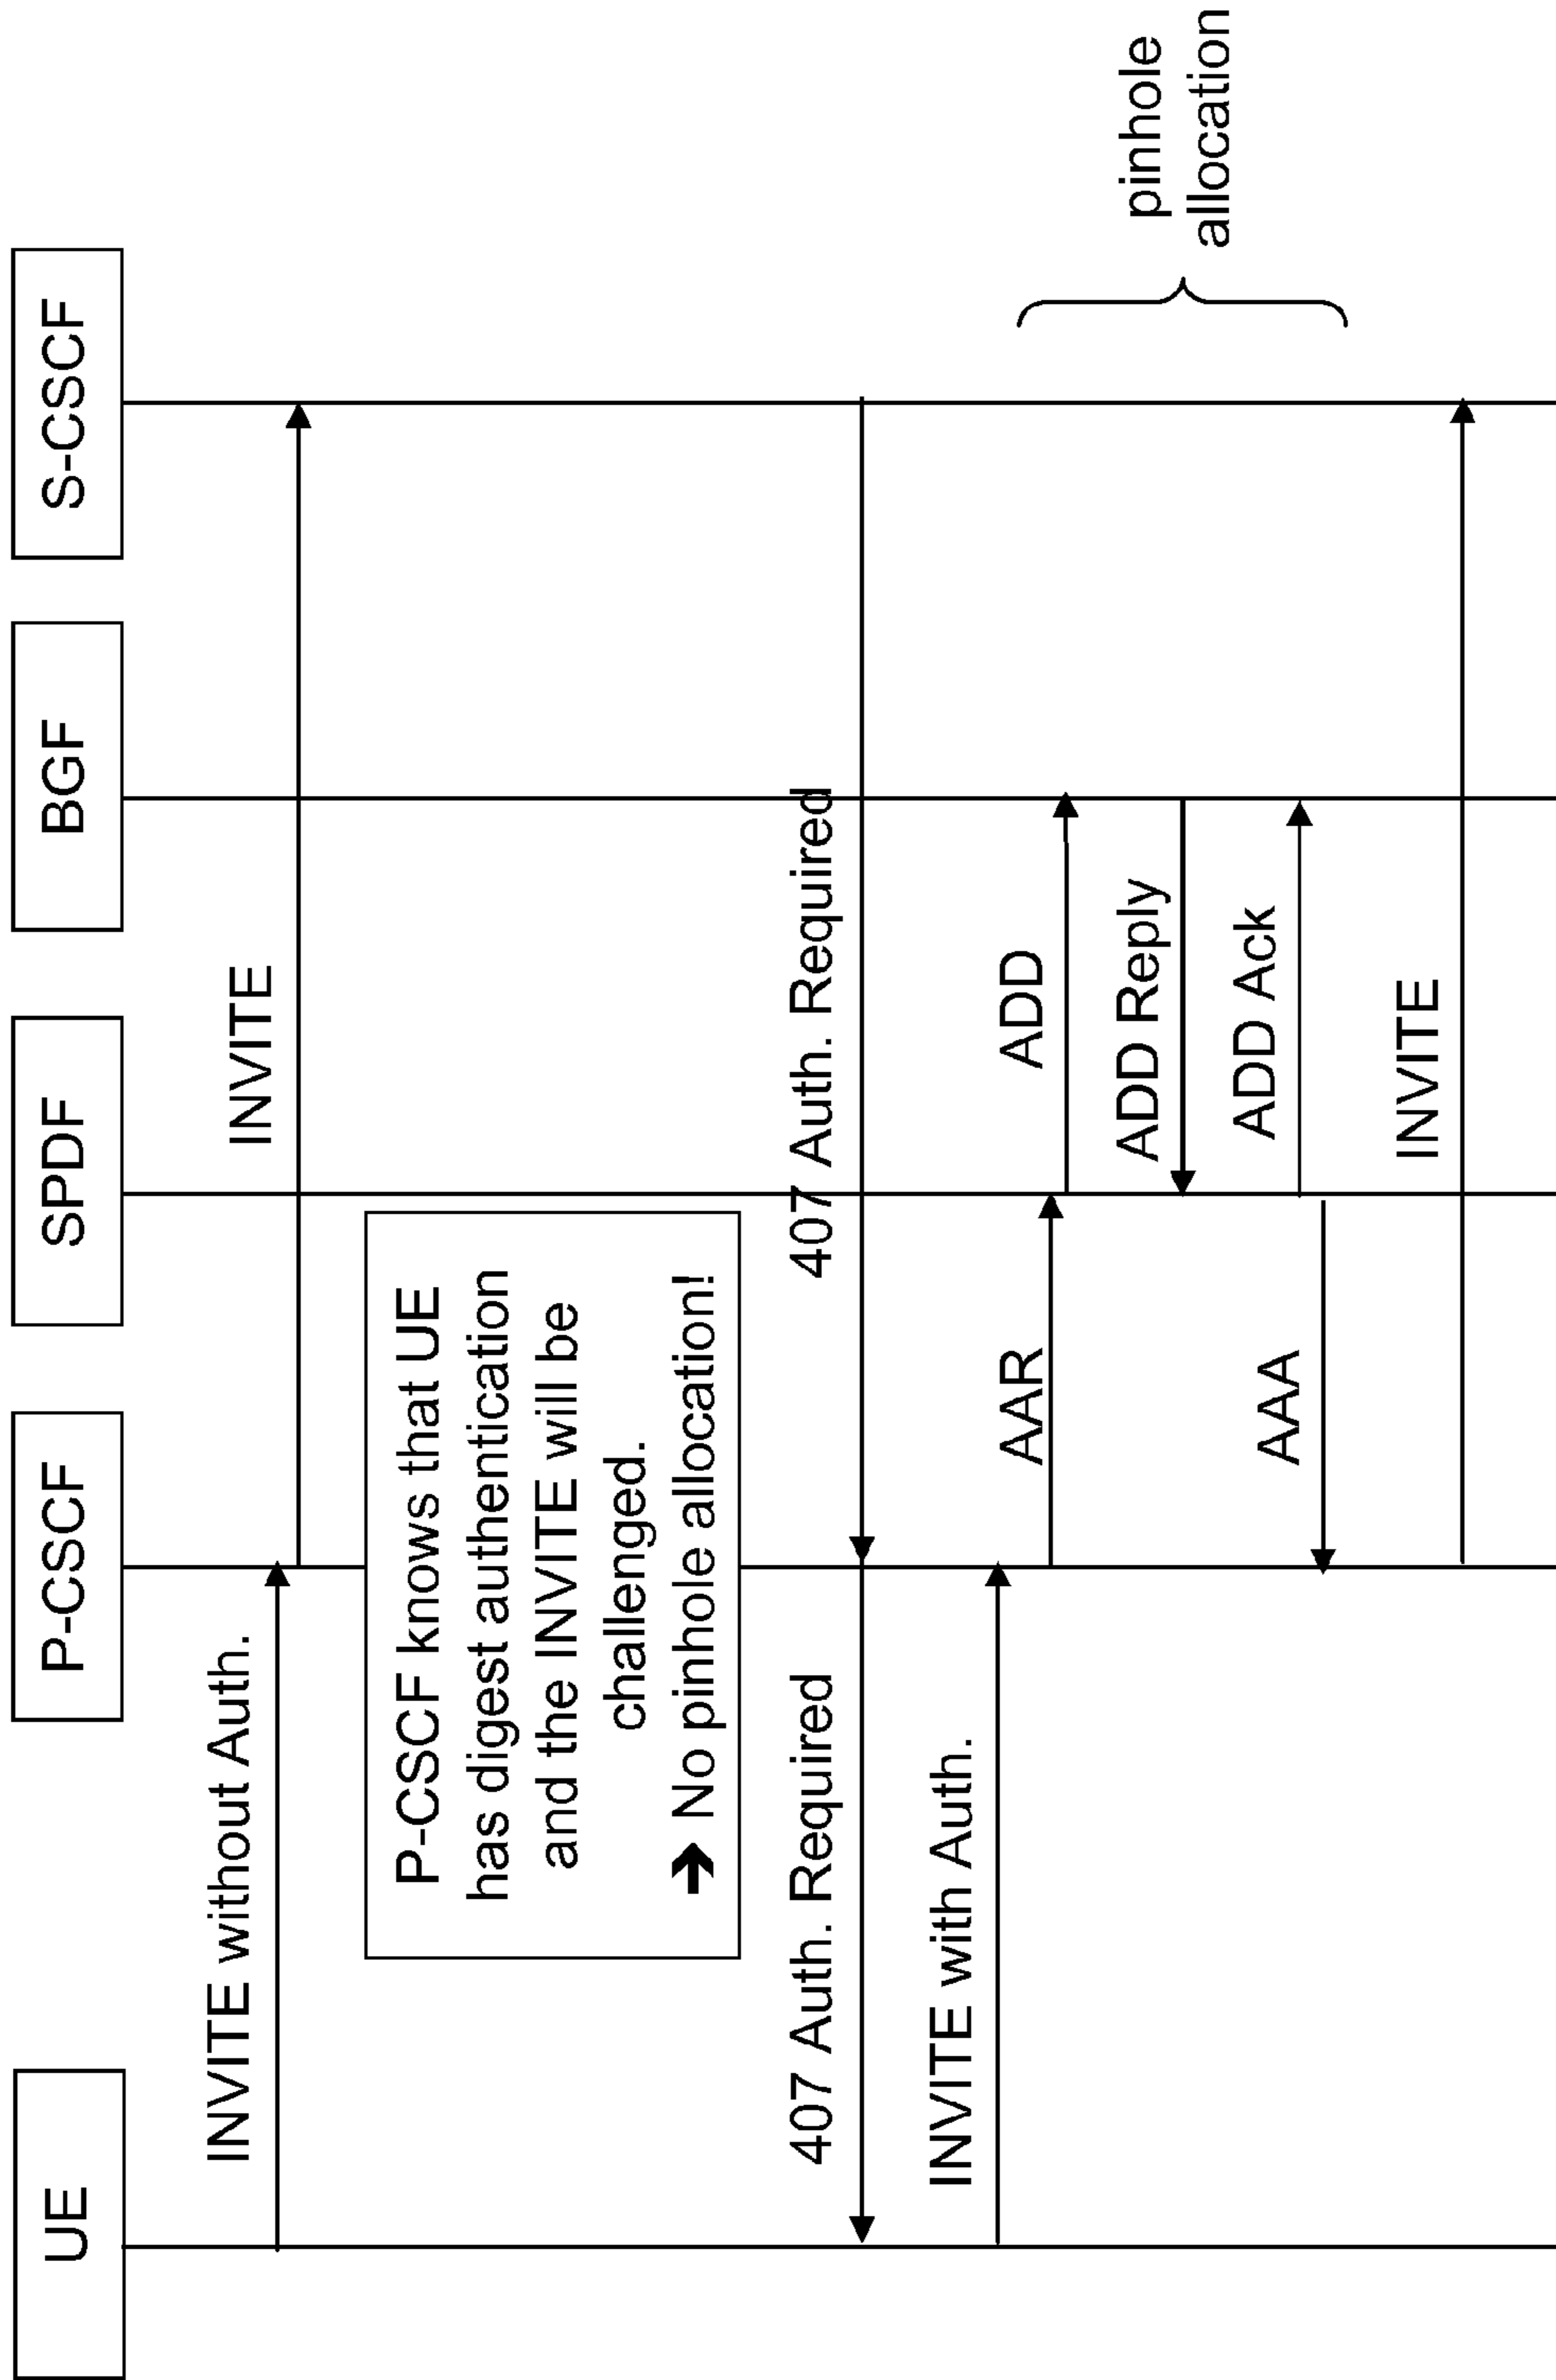 UE
P-CSCF
SPDF
BGF
S-CSCF
INVITE without Auth.
INVITE
P-CSCF knows that UE
has digest authentication
and the INVITE will be
challenged.
➔ No pinhole allocation!
407 Auth. Required
407 Auth. Required
INVITE with Auth.
AAR
ADD
ADD Reply
ADD Ack
AAA
pinhole
allocation
INVITE